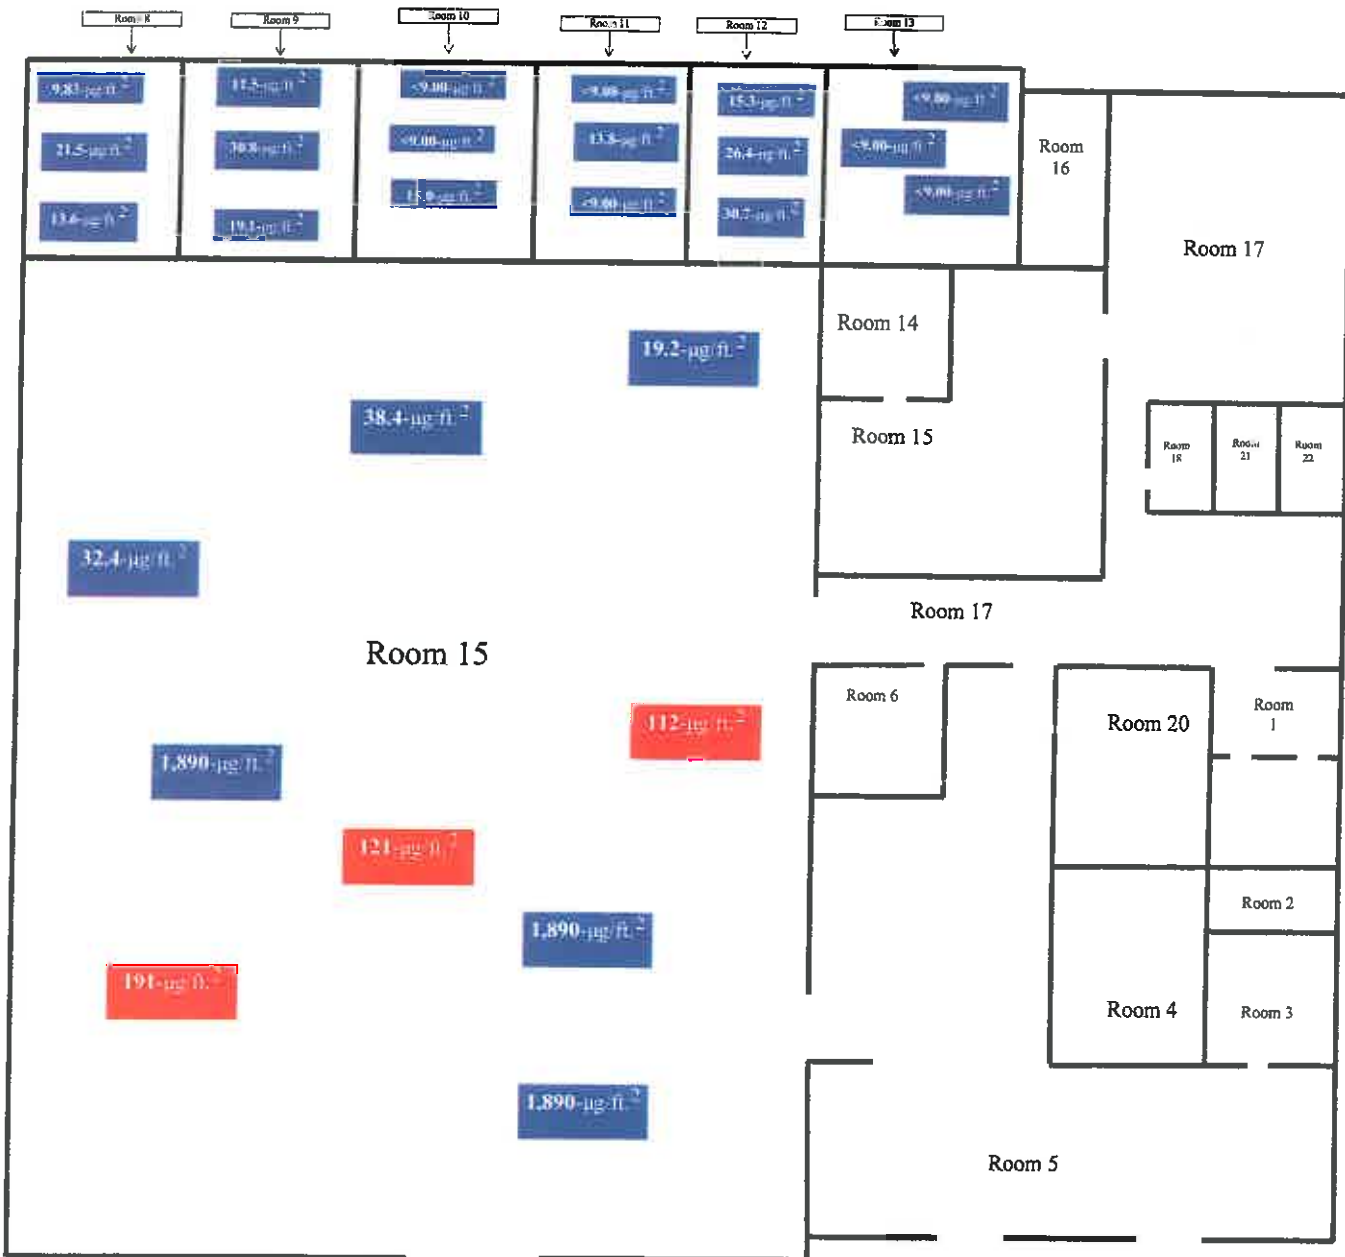 Room 8
Room 9
Room 10
Room 11
Room 12
Room 13
9.83-µg/ft.²
11.5-µg/ft.²
<9.00-µg/ft.²
<9.00-µg/ft.²
15.3-µg/ft.²
<9.00-µg/ft.²
21.5-µg/ft.²
30.8-µg/ft.²
<9.00-µg/ft.²
13.8-µg/ft.²
26.4-µg/ft.²
<9.00-µg/ft.²
13.6-µg/ft.²
19.1-µg/ft.²
<9.00-µg/ft.²
30.7-µg/ft.²
<9.00-µg/ft.²
Room
16
Room 17
Room 14
19.2-µg/ft.²
38.4-µg/ft.²
Room 15
Room
18
Room
21
Room
22
32.4-µg/ft.²
Room 17
Room 15
Room 6
Room 20
Room
1
112-µg/ft.²
1,890-µg/ft.²
121-µg/ft.²
Room 2
1,890-µg/ft.²
191-µg/ft.²
Room 4
Room 3
1,890-µg/ft.²
Room 5